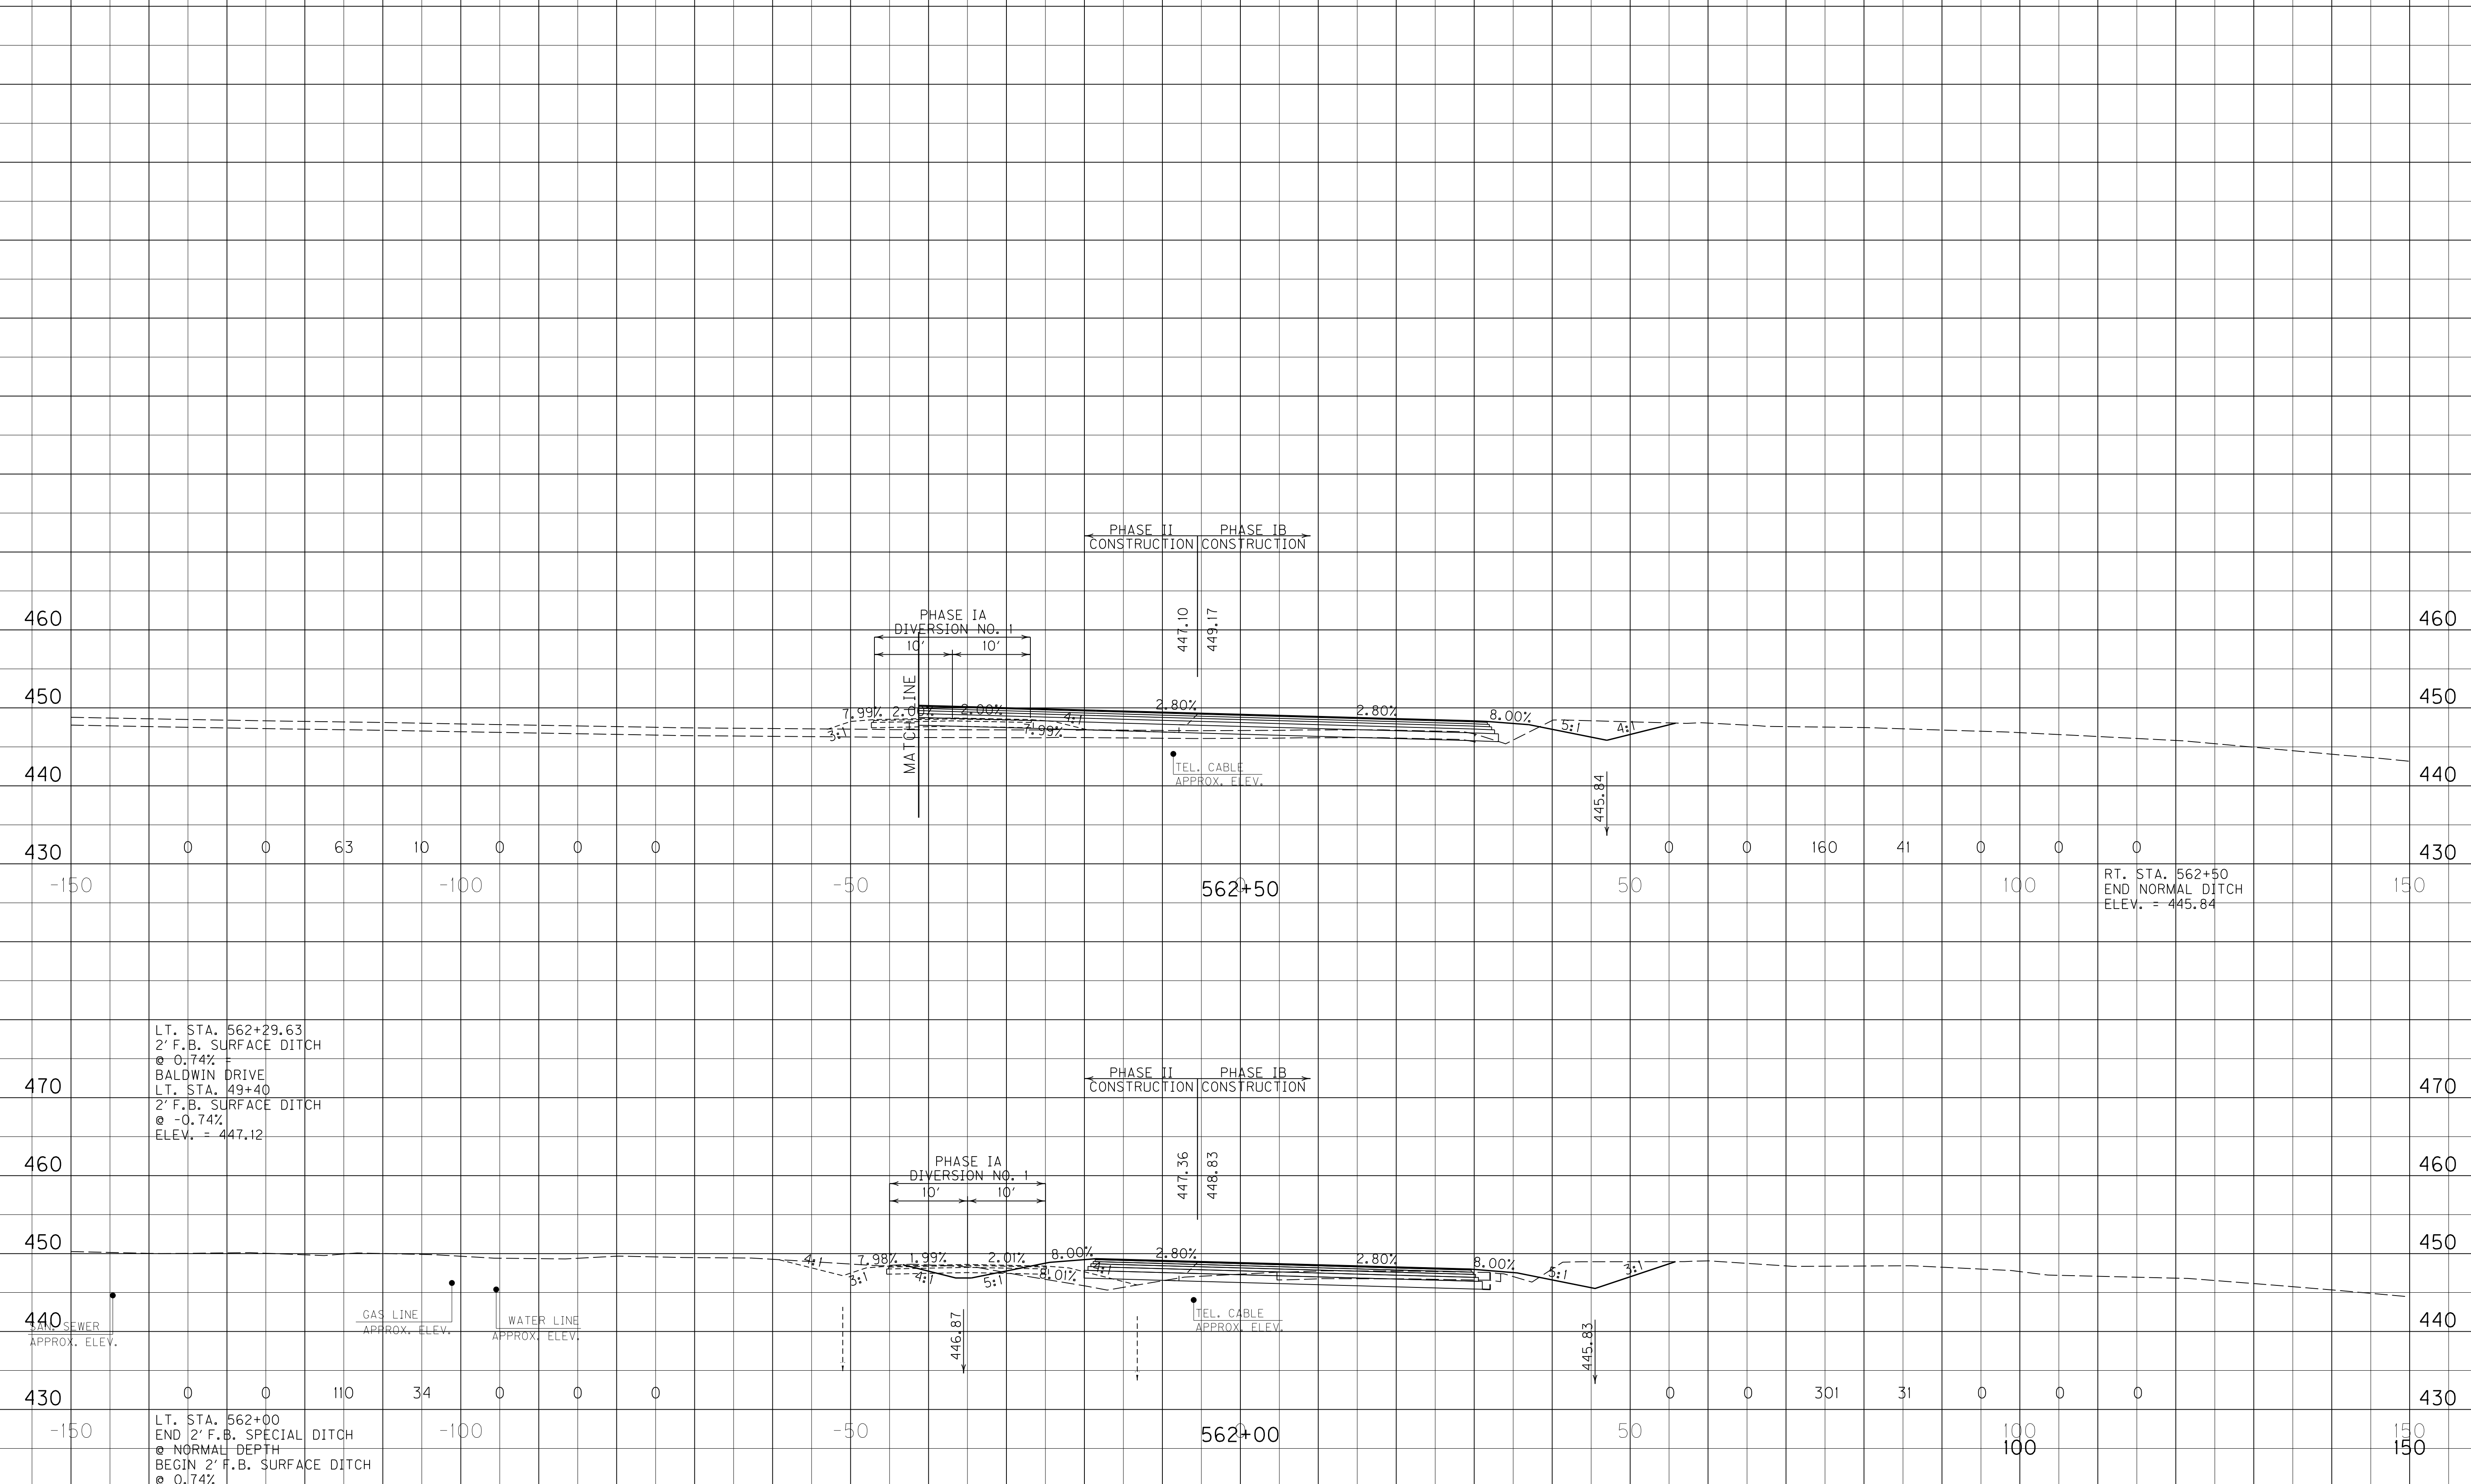 PHASE II PHASE IB
CONSTRUCTION CONSTRUCTION
460 PHASE IA 447.10 449.17 460
DIVERSION NO. 1
10' 10'
MATCHLINE
450 450
7.99% 2.00% 2.00% 4:1 2.80% 2.80% 8.00% 5:1 4:1
3:1 7.99%
440 TEL. CABLE 440
APPROX. ELEV.
445.84
430 0 0 63 10 0 0 0 0 0 160 41 0 0 0 430
-150 -100 -50 0 562+50 50 100 150
RT. STA. 562+50
END NORMAL DITCH
ELEV. = 445.84
LT. STA. 562+29.63
2' F.B. SURFACE DITCH
@ 0.74% =
BALDWIN DRIVE
LT. STA. 49+40
2' F.B. SURFACE DITCH
@ -0.74%
ELEV. = 447.12
470 470
PHASE II PHASE IB
CONSTRUCTION CONSTRUCTION
460 PHASE IA 447.36 448.83 460
DIVERSION NO. 1
10' 10'
450 450
4:1 7.98% 1.99% 2.01% 8.00% 2.80% 2.80% 8.00%
3:1 4:1 5:1 8.01% 4:1 5:1 3:1
440 440
SAN. SEWER
APPROX. ELEV.
GAS LINE
APPROX. ELEV.
WATER LINE
APPROX. ELEV.
446.87
TEL. CABLE
APPROX. ELEV.
445.83
430 0 0 110 34 0 0 0 0 0 301 31 0 0 0 430
-150 -100 -50 0 562+00 50 100 150
100 150
LT. STA. 562+00
END 2' F.B. SPECIAL DITCH
@ NORMAL DEPTH
BEGIN 2' F.B. SURFACE DITCH
@ 0.74%